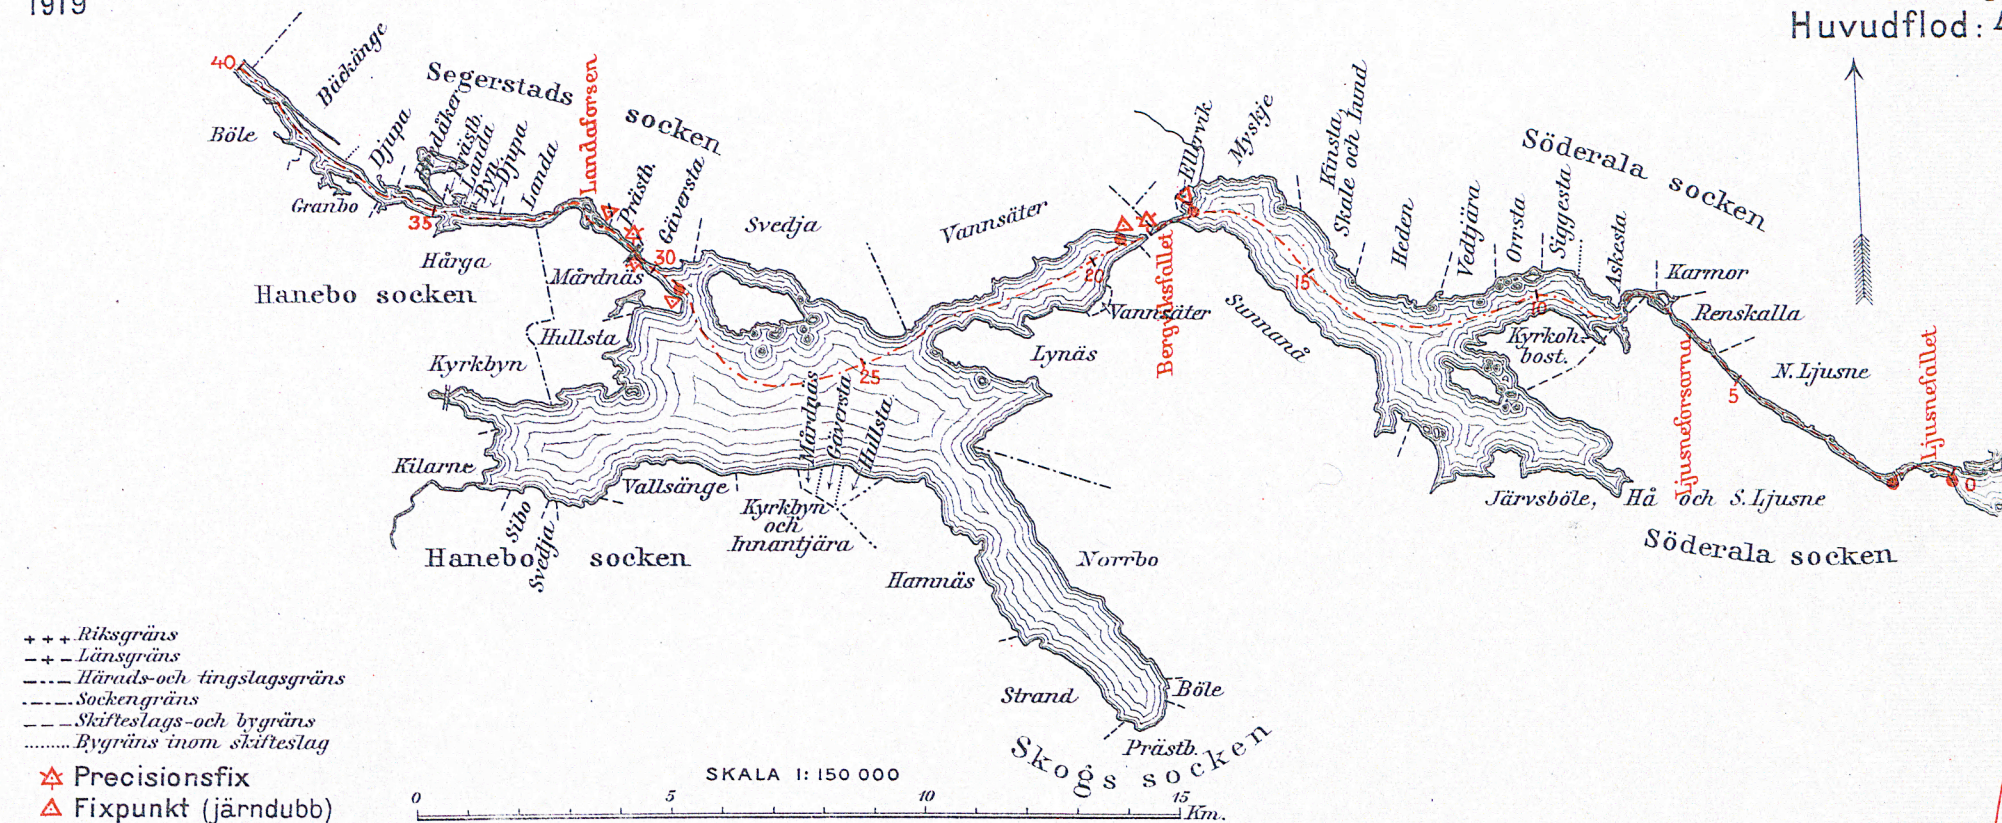 1919
Huvudflod:
40
Bäckänge
Segerstads socken
Landaforsen
Böle
Djupa
Prästb.
Landa
Byn
Djupa
Landa
Prästb.
Gäversta
Granbo
35
Hårga
Hanebo socken
Mårdnäs
30
Svedja
Vannsäter
Hullsta
Kyrkbyn
Ellervik
Myskje
Kinsta,
Skale och Lund
Söderala socken
Heden
Vedtjära
Orrsta
Siggesta
Askesta
Karmor
Renskalla
20
Bergviksfallet
15
Vannsäter
Sunnanå
10
Kyrkoh:
bost.
Lynäs
25
Mårdnäs
Gäversta
Hullsta
Ljusneforsarna
N. Ljusne
5
Ljusnefallet
0
Kilarne
Vallsänge
Kyrkbyn
och
Innantjära
Sibo
Svedja
Hanebo socken
Järvsböle, Hå och S. Ljusne
Söderala socken
Hamnäs
Norrbo
Strand
Böle
Prästb.
Skogs socken
Riksgräns
Länsgräns
Härads-och tingslagsgräns
Sockengräns
Skifteslags-och bygräns
Bygräns inom skifteslag
Precisionsfix
Fixpunkt (järndubb)
SKALA 1:150 000
0 5 10 15 Km.